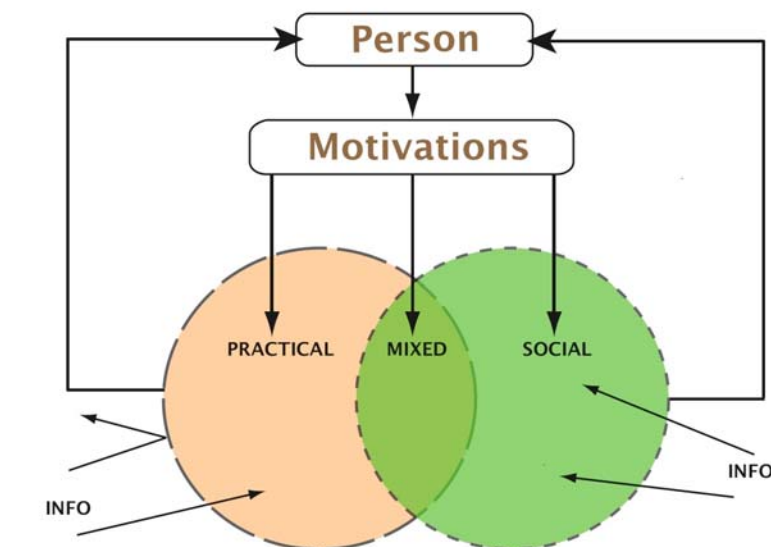 Person
Motivations
PRACTICAL MIXED SOCIAL
INFO
INFO